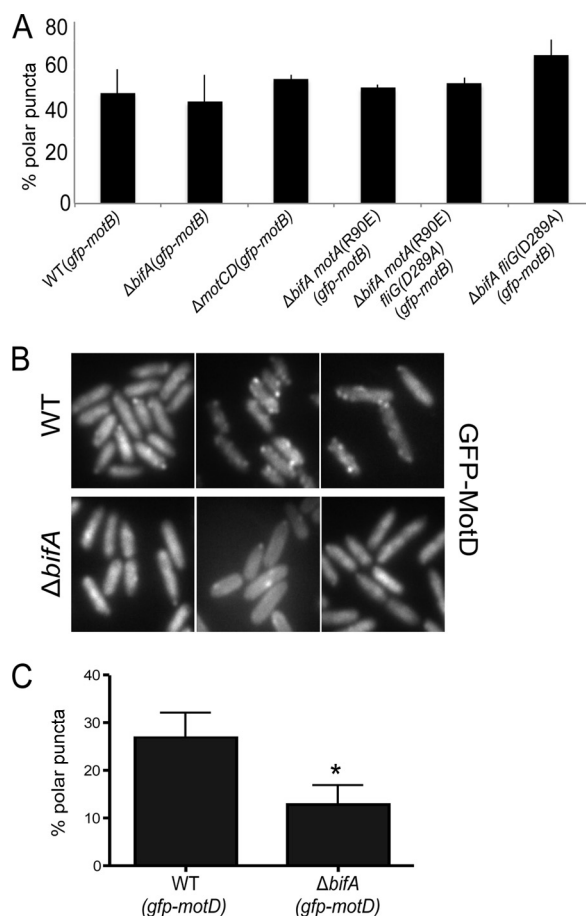 A
% polar puncta
80
60
40
20
0
WT(gfp-motB)
ΔbifA(gfp-motB)
ΔmotCD(gfp-motB)
ΔbifA motA(R90E)
(gfp-motB)
ΔbifA motA(R90E)
fliG(D289A)
(gfp-motB)
ΔbifA fliG(D289A)
(gfp-motB)
B
WT
ΔbifA
GFP-MotD
C
% polar puncta
40
30
20
10
0
*
WT
(gfp-motD)
ΔbifA
(gfp-motD)